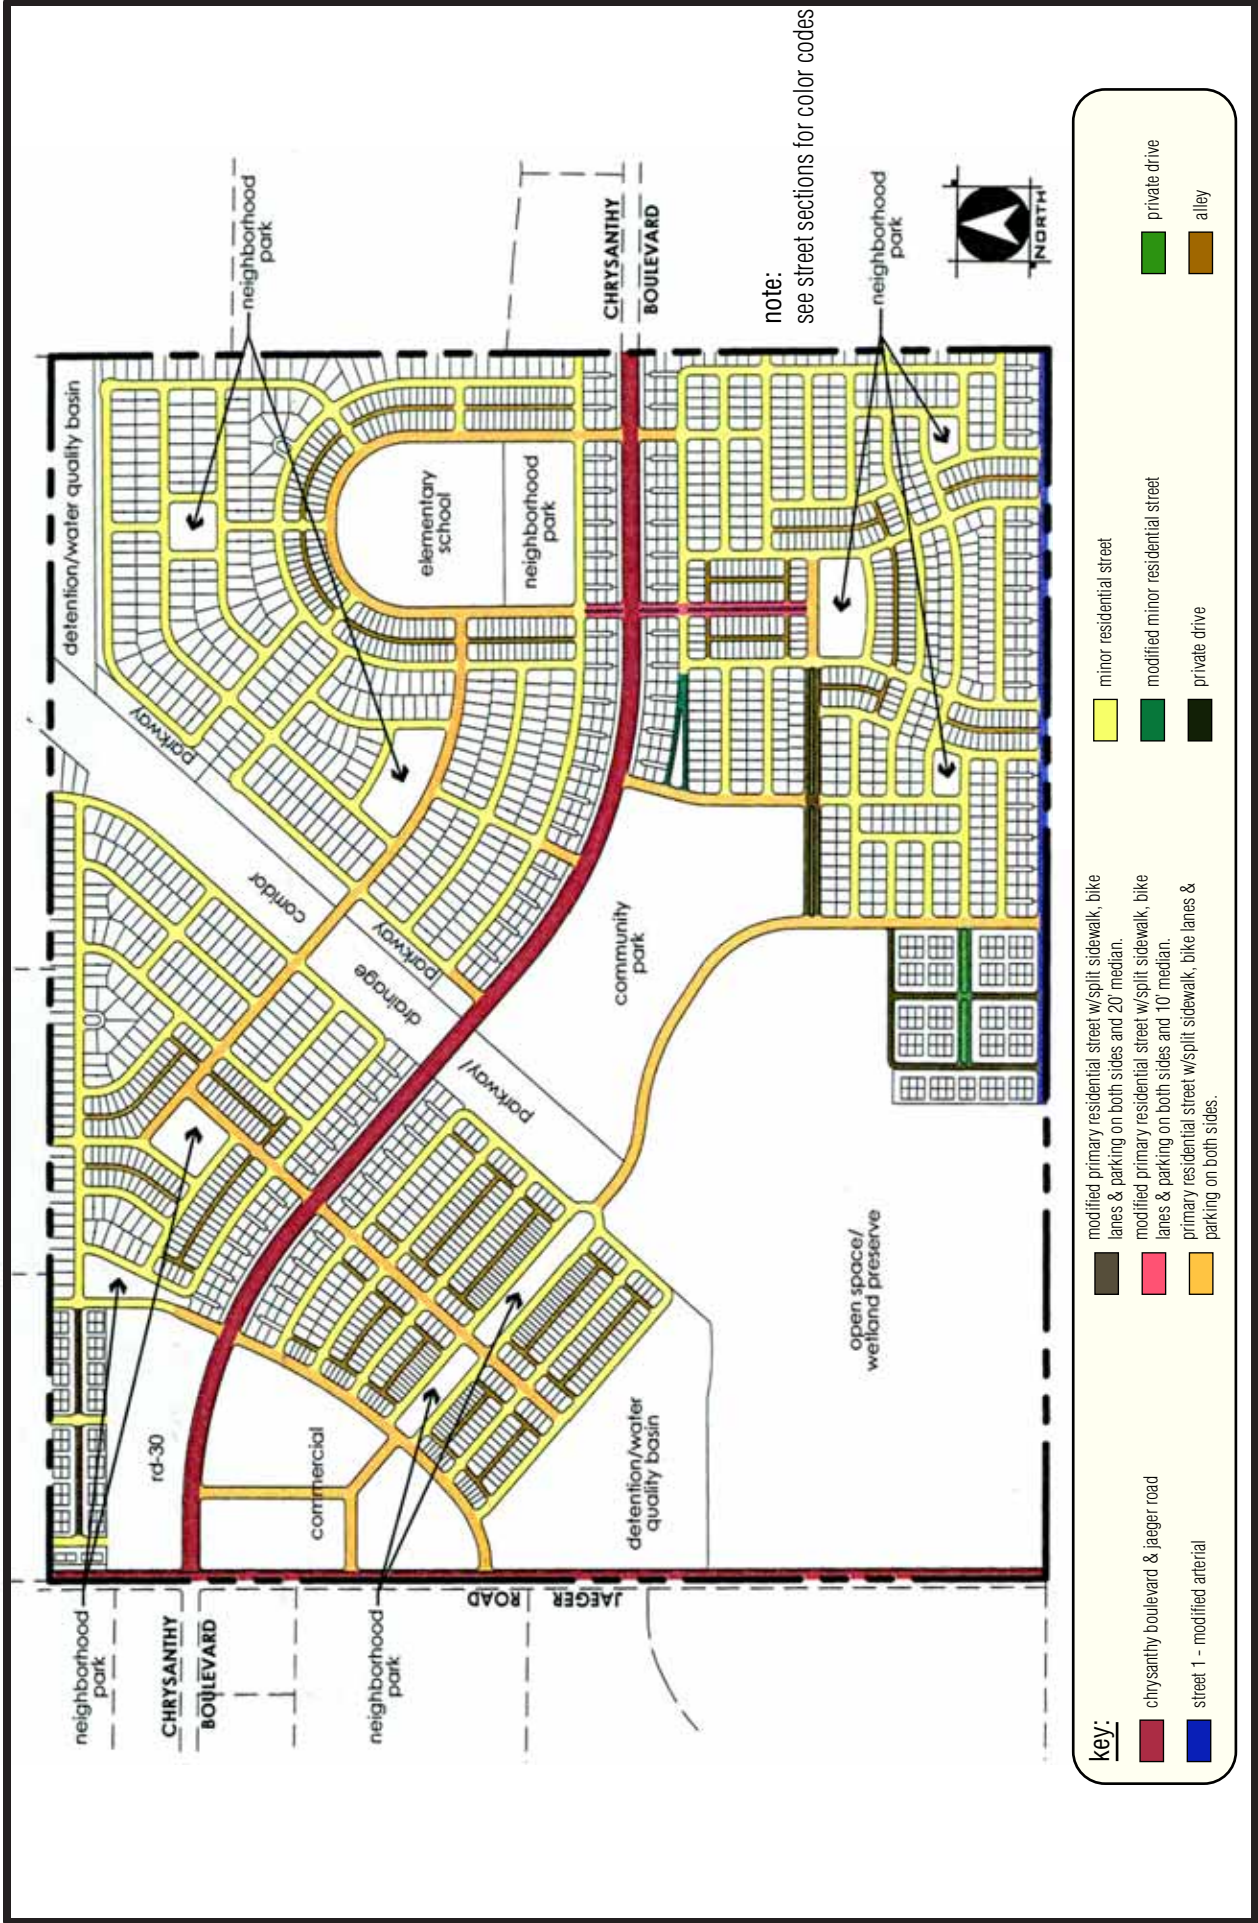 detention/water quality basin
neighborhood
park
rd-30
CHRYSANTHY
BOULEVARD
parkway
neighborhood
park
corridor
commercial
neighborhood
park
drainage
parkway
elementary
school
parkway/
JAEGER
ROAD
neighborhood
park
CHRYSANTHY
BOULEVARD
community
park
detention/water
quality basin
note:
see street sections for color codes
open space/
wetland preserve
neighborhood
park
NORTH
key:
chrysanthy boulevard & jaeger road
street 1 - modified arterial
modified primary residential street w/split sidewalk, bike
lanes & parking on both sides and 20' median.
modified primary residential street w/split sidewalk, bike
lanes & parking on both sides and 10' median.
primary residential street w/split sidewalk, bike lanes &
parking on both sides.
minor residential street
modified minor residential street
private drive
private drive
alley